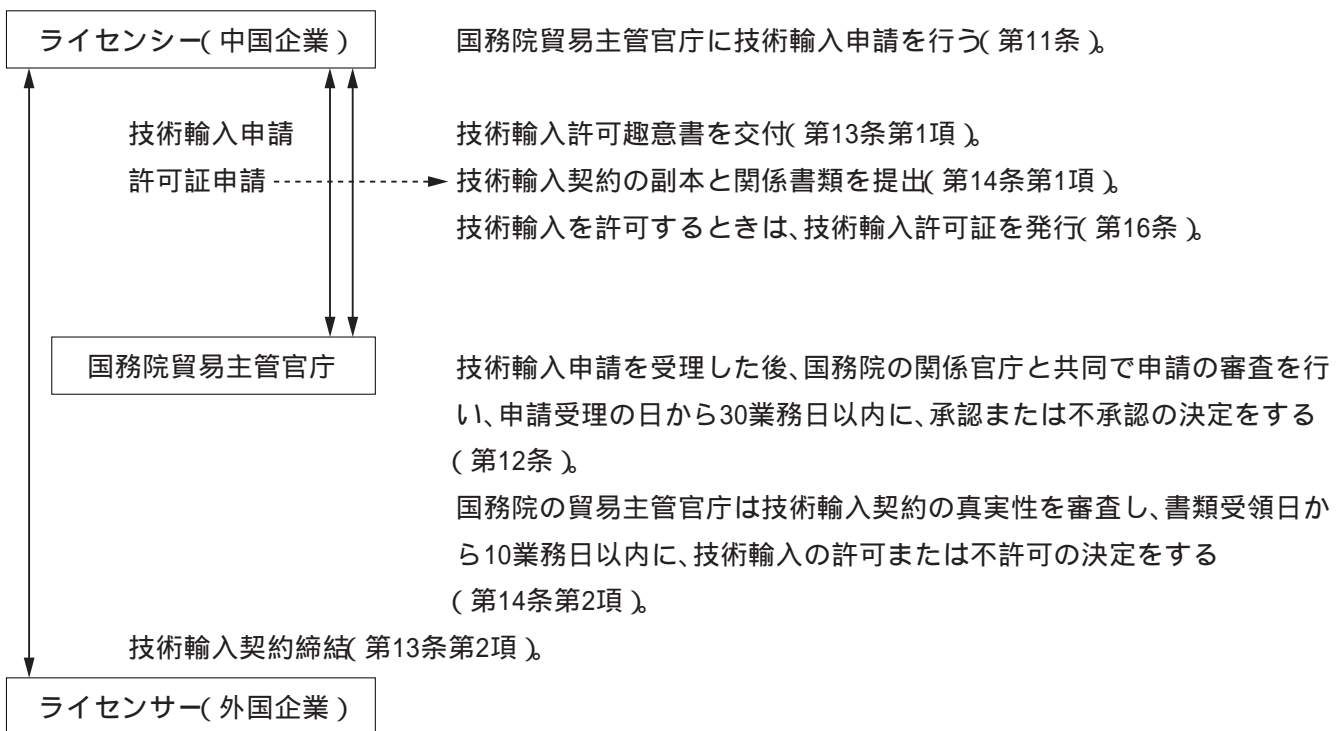 ライセンシー(中国企業)
国務院貿易主管官庁に技術輸入申請を行う(第11条)。
技術輸入申請
技術輸入許可趣意書を交付(第13条第1項)。
許可証申請
技術輸入契約の副本と関係書類を提出(第14条第1項)。
技術輸入を許可するときは、技術輸入許可証を発行(第16条)。
国務院貿易主管官庁
技術輸入申請を受理した後、国務院の関係官庁と共同で申請の審査を行
い、申請受理の日から30業務日以内に、承認または不承認の決定をする
(第12条)。
国務院の貿易主管官庁は技術輸入契約の真実性を審査し、書類受領日か
ら10業務日以内に、技術輸入の許可または不許可の決定をする
(第14条第2項)。
技術輸入契約締結(第13条第2項)。
ライセンサー(外国企業)